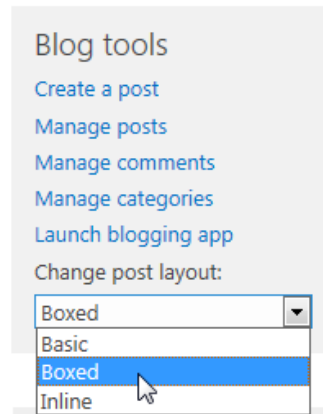 Blog tools
Create a post
Manage posts
Manage comments
Manage categories
Launch blogging app
Change post layout:
Boxed
Basic
Boxed
Inline